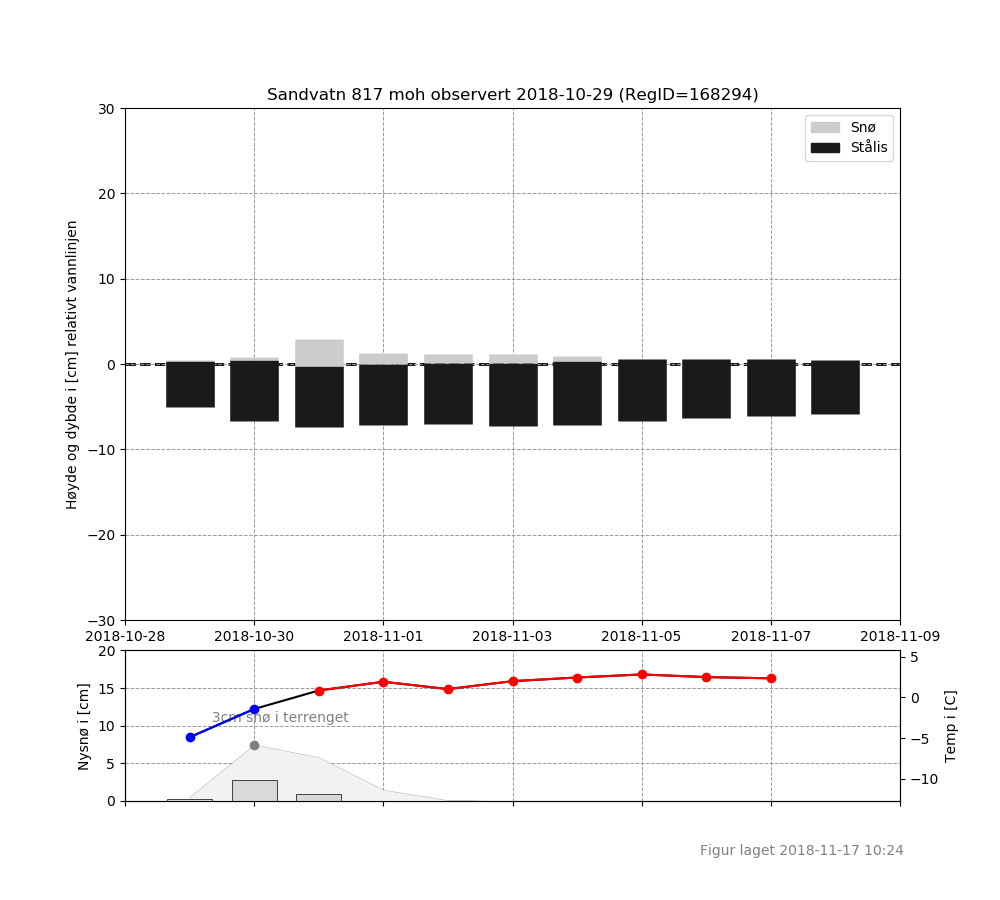 Sandvatn 817 moh observert 2018-10-29 (RegID=168294)
30
20
10
0
−10
−20
−30
Høyde og dybde i [cm] relativt vannlinjen
Snø
Stålis
2018-10-28
2018-10-30
2018-11-01
2018-11-03
2018-11-05
2018-11-07
2018-11-09
20
15
10
5
0
Nysnø i [cm]
3cm snø i terrenget
5
0
−5
−10
Temp i [C]
Figur laget 2018-11-17 10:24